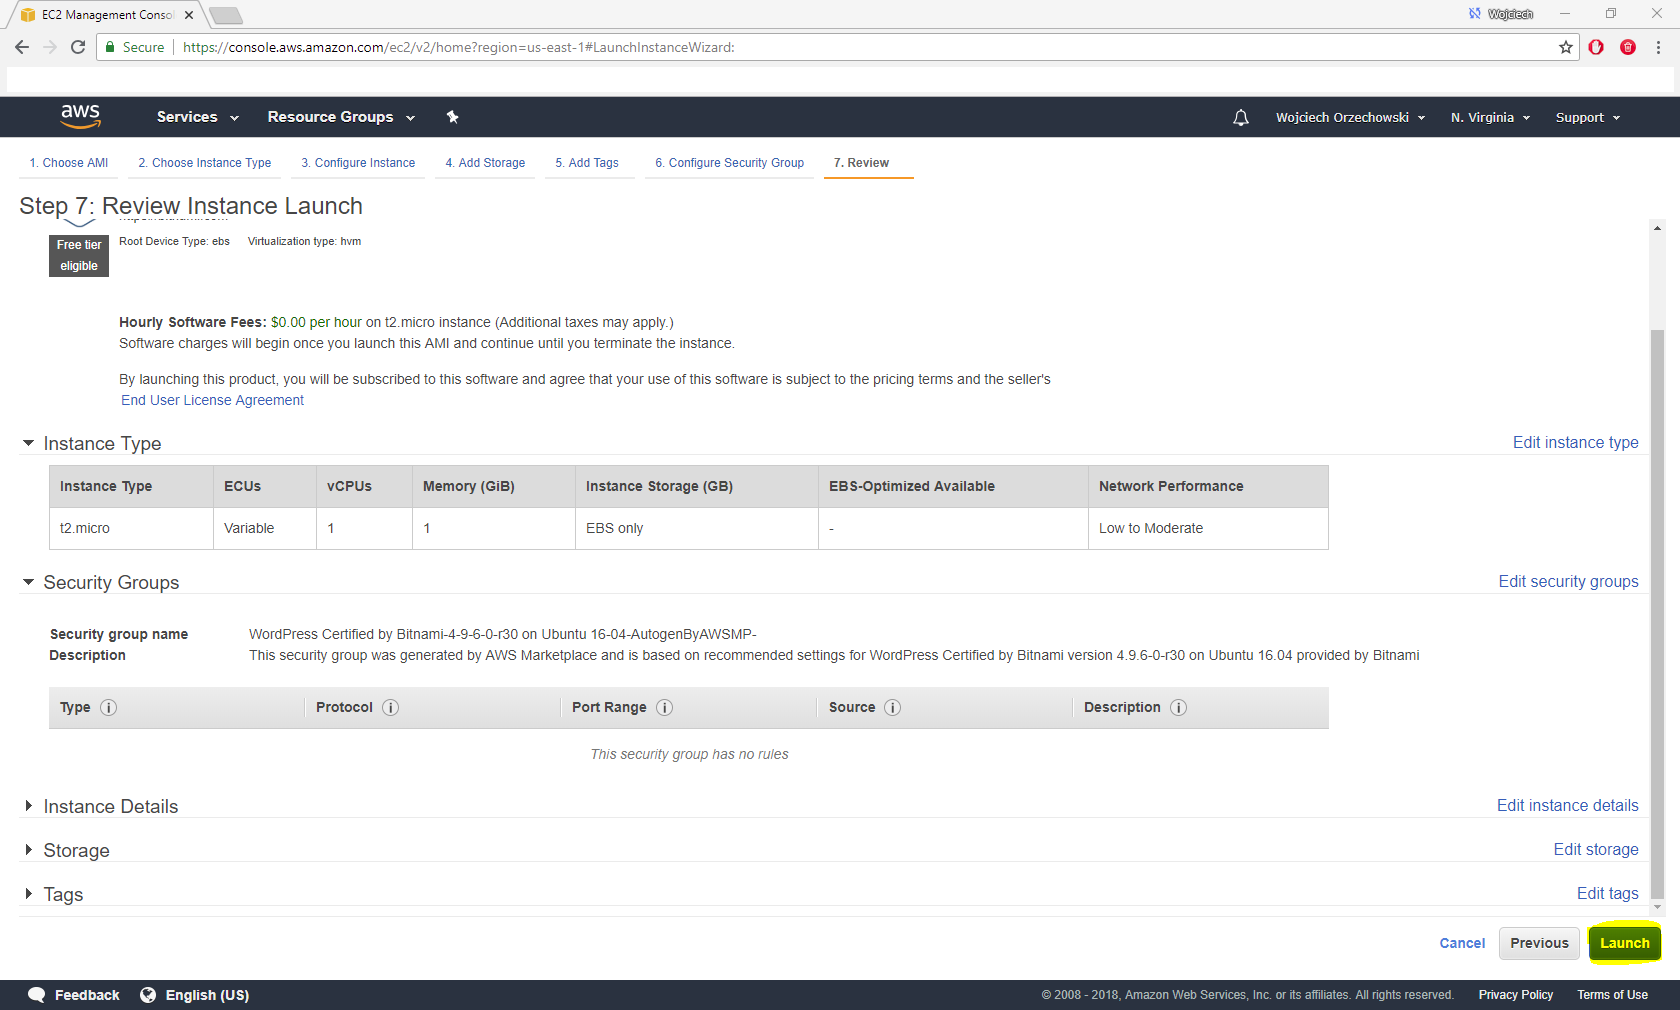 EC2 Management Conso
Wojciech
Secure
https://console.aws.amazon.com/ec2/v2/home?region=us-east-1#LaunchInstanceWizard:
aws
Services
Resource Groups
Wojciech Orzechowski
N. Virginia
Support
1. Choose AMI
2. Choose Instance Type
3. Configure Instance
4. Add Storage
5. Add Tags
6. Configure Security Group
7. Review
Step 7: Review Instance Launch
Free tier
eligible
Root Device Type: ebs Virtualization type: hvm
Hourly Software Fees: $0.00 per hour on t2.micro instance (Additional taxes may apply.)
Software charges will begin once you launch this AMI and continue until you terminate the instance.
By launching this product, you will be subscribed to this software and agree that your use of this software is subject to the pricing terms and the seller's
End User License Agreement
Instance Type
Edit instance type
Instance Type ECUs vCPUs Memory (GiB) Instance Storage (GB) EBS-Optimized Available Network Performance
t2.micro Variable 1 1 EBS only - Low to Moderate
Security Groups
Edit security groups
Security group name WordPress Certified by Bitnami-4-9-6-0-r30 on Ubuntu 16-04-AutogenByAWSMP-
Description This security group was generated by AWS Marketplace and is based on recommended settings for WordPress Certified by Bitnami version 4.9.6-0-r30 on Ubuntu 16.04 provided by Bitnami
Type Protocol Port Range Source Description
This security group has no rules
Instance Details
Edit instance details
Storage
Edit storage
Tags
Edit tags
Cancel
Previous
Launch
Feedback
English (US)
© 2008 - 2018, Amazon Web Services, Inc. or its affiliates. All rights reserved.
Privacy Policy
Terms of Use